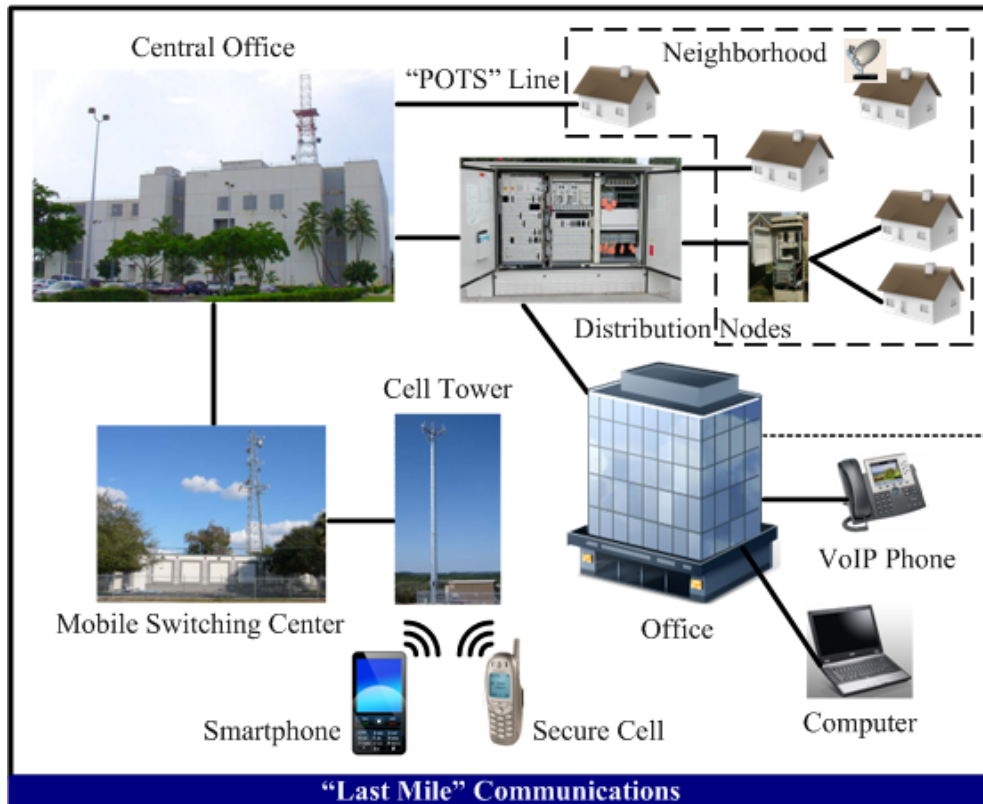 Central Office
Neighborhood
“POTS” Line
Distribution Nodes
Cell Tower
VoIP Phone
Mobile Switching Center
Office
Smartphone
Secure Cell
Computer
“Last Mile” Communications